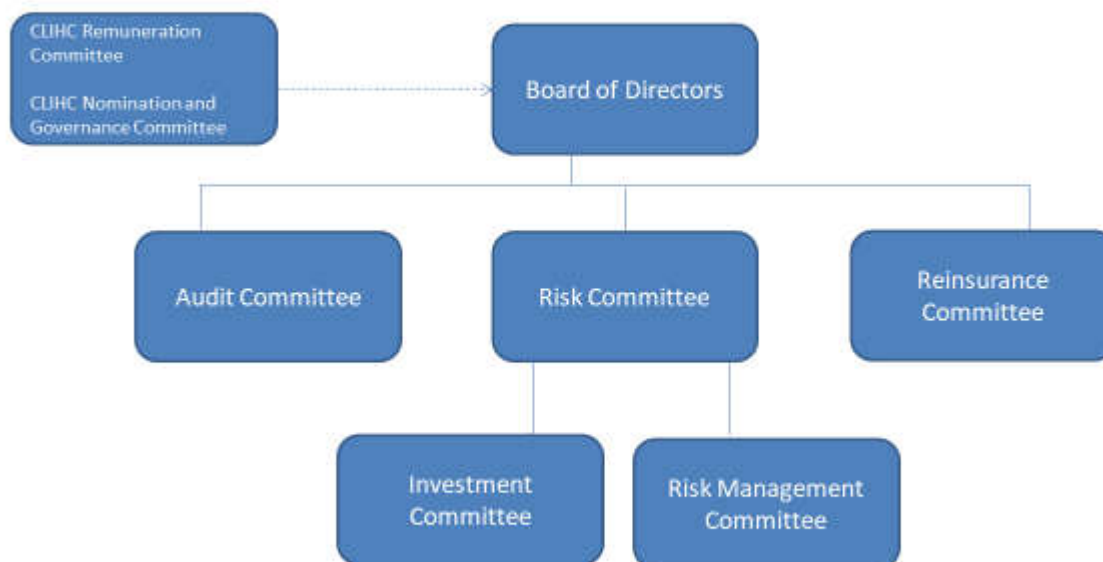 CLIHC Remuneration
Committee
CLIHC Nomination and
Governance Committee
Board of Directors
Audit Committee
Risk Committee
Reinsurance
Committee
Investment
Committee
Risk Management
Committee